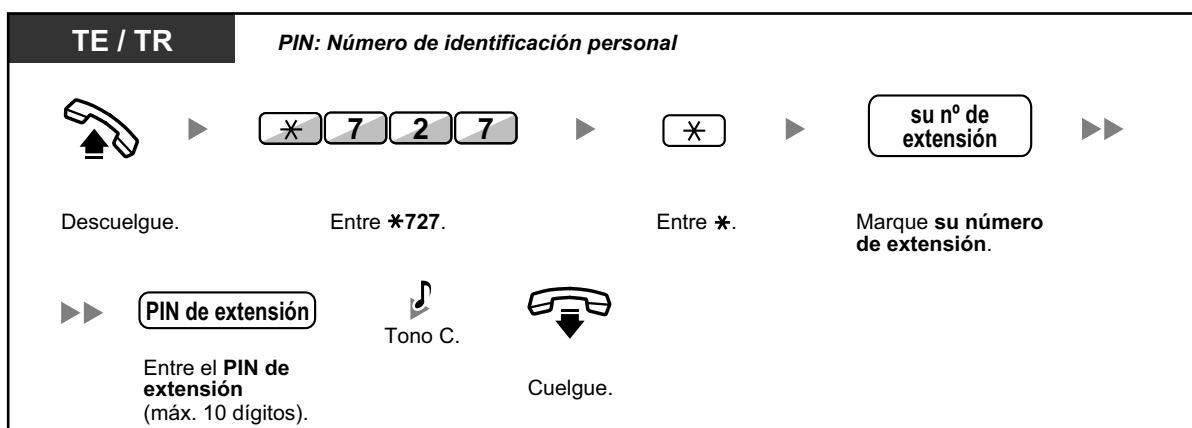 TE / TR
PIN: Número de identificación personal
* 7 2 7
*
su nº de
extensión
Descuelgue.
Entre *727.
Entre *.
Marque su número
de extensión.
PIN de extensión
Tono C.
Entre el PIN de
extensión
(máx. 10 dígitos).
Cuelgue.